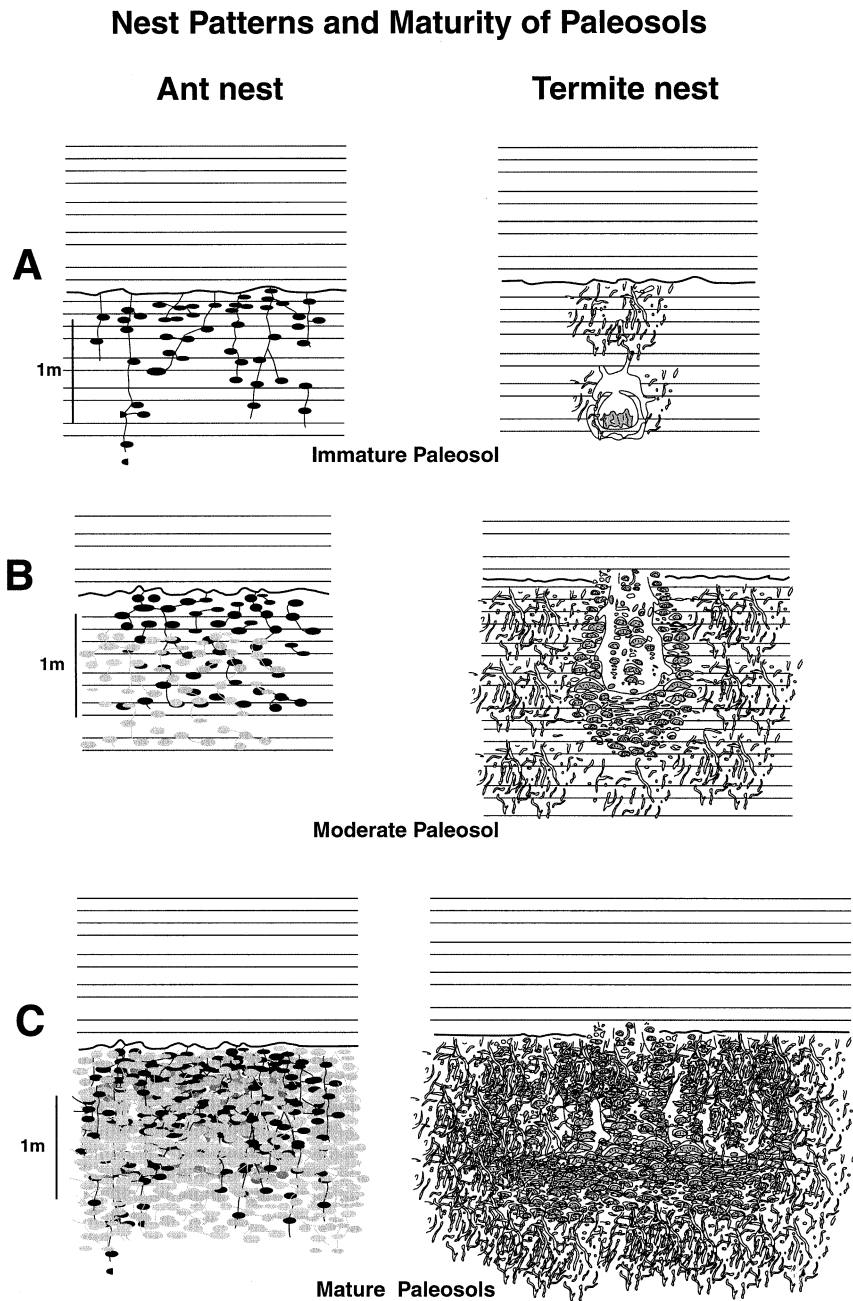 Nest Patterns and Maturity of Paleosols
Ant nest
Termite nest
A
1m
Immature Paleosol
B
1m
Moderate Paleosol
C
1m
Mature Paleosols